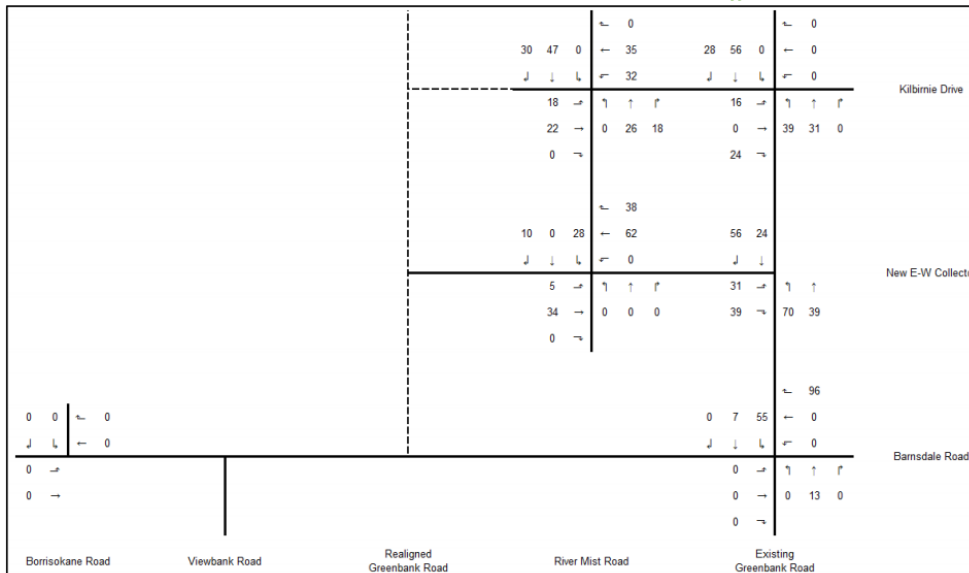 ↰ 0 ↰ 0
30 47 0 ← 35 28 56 0 ← 0
↲ ↓ ↳ ↰ 32 ↲ ↓ ↳ ↰ 0
Kilbirnie Drive
18 ↱ ↰ ↑ ↱ 16 ↱ ↰ ↑ ↱
22 → 0 26 18 0 → 39 31 0
0 ↴ 24 ↴
↰ 38
10 0 28 ← 62 56 24
↲ ↓ ↳ ↰ 0 ↲ ↓
New E-W Collect
5 ↱ ↰ ↑ ↱ 31 ↱ ↰ ↑
34 → 0 0 0 39 ↴ 70 39
0 ↴
↰ 96
0 0 ↰ 0 0 7 55 ← 0
↲ ↳ ← 0 ↲ ↓ ↳ ↰ 0
Barnsdale Road
0 ↱ 0 ↱ ↰ ↑ ↱
0 → 0 → 0 13 0
0 ↴
Borrisokane Road Viewbank Road Realigned
Greenbank Road River Mist Road Existing
Greenbank Road